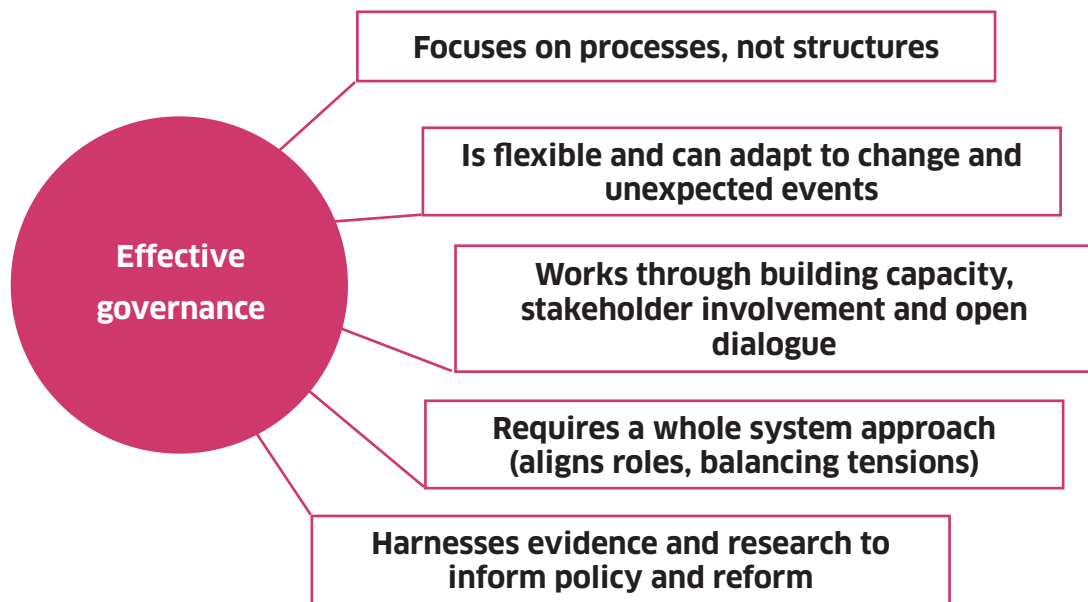 Focuses on processes, not structures
Is flexible and can adapt to change and
unexpected events
Effective
governance
Works through building capacity,
stakeholder involvement and open
dialogue
Requires a whole system approach
(aligns roles, balancing tensions)
Harnesses evidence and research to
inform policy and reform